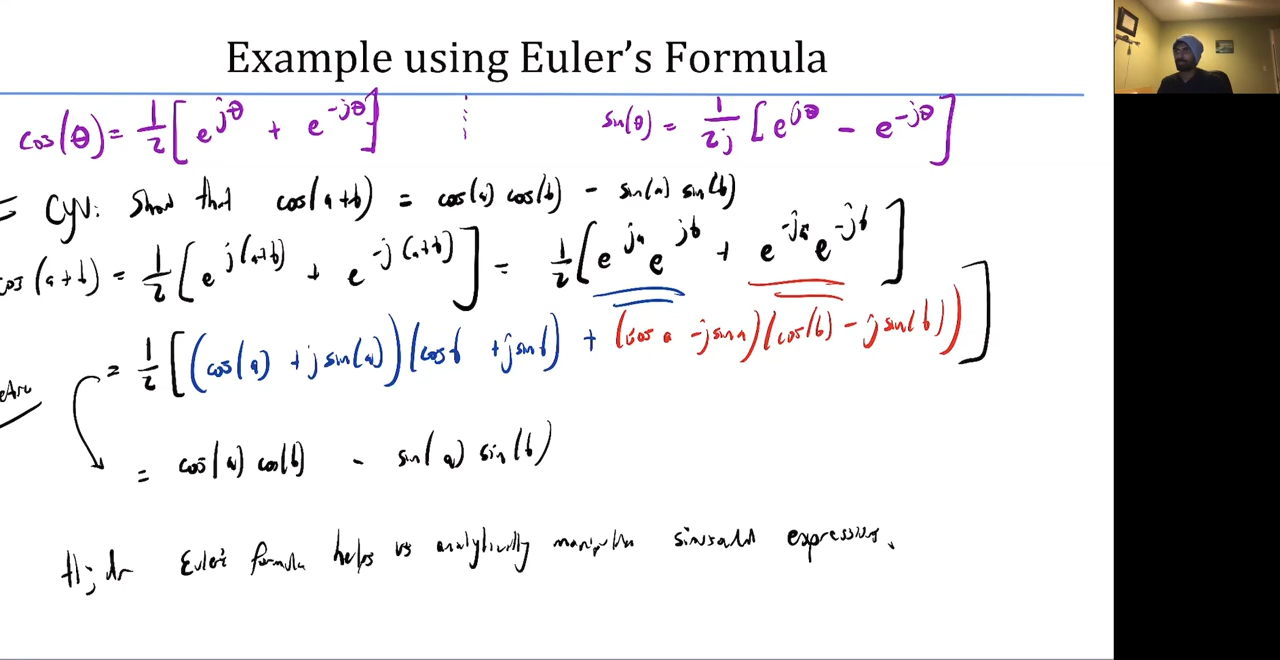 Example using Euler's Formula
cos(θ) = 1/2 [e^{jθ} + e^{-jθ}] ⋮ sin(θ) = 1/2j [e^{jθ} - e^{-jθ}]
CYU: Show that cos(a+b) = cos(a) cos(b) - sin(a) sin(b)
cos(a+b) = 1/2 [e^{j(a+b)} + e^{-j(a+b)}] = 1/2 [e^{ja} e^{jb} + e^{-ja} e^{-jb}]
= 1/2 [(cos(a) + j sin(a))(cos b + j sin b) + (cos a - j sin a)(cos(b) - j sin(b))]
= cos(a) cos(b) - sin(a) sin(b)
tl;dr Euler's formula helps us analytically manipulate sinusoidal expressions.